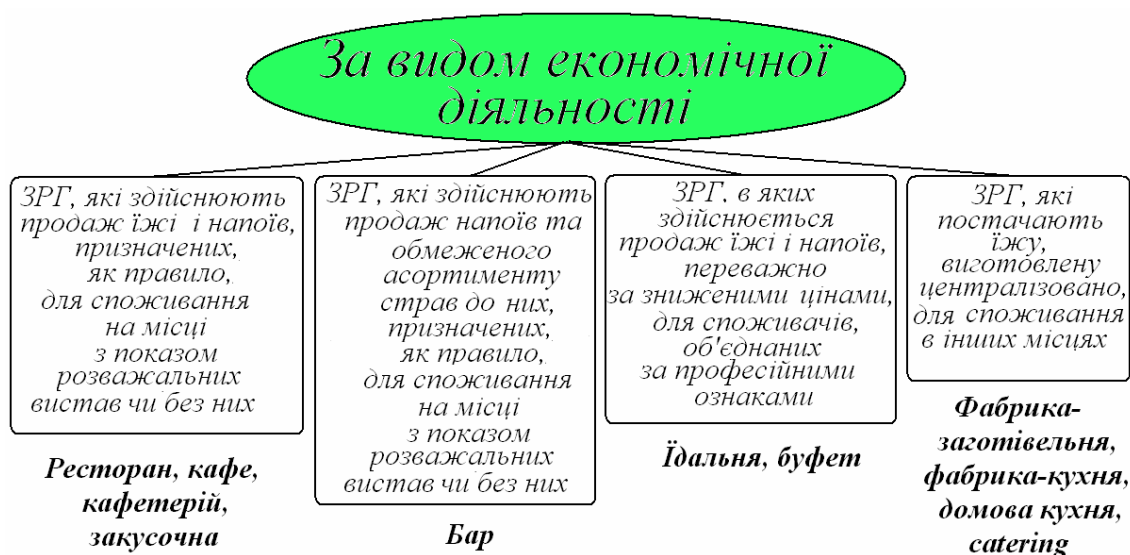 За видом економічної
діяльності
ЗРГ, які здійснюють
продаж їжі і напоїв,
призначених,
як правило,
для споживання
на місці
з показом
розважальних
вистав чи без них
Ресторан, кафе,
кафетерій,
закусочна
ЗРГ, які здійснюють
продаж напоїв та
обмеженого
асортименту
страв до них,
призначених,
як правило,
для споживання
на місці
з показом
розважальних
вистав чи без них
Бар
ЗРГ, в яких
здійснюється
продаж їжі і напоїв,
переважно
за зниженими цінами,
для споживачів,
об'єднаних
за професійними
ознаками
Їдальня, буфет
ЗРГ, які
постачають
їжу,
виготовлену
централізовано,
для споживання
в інших місцях
Фабрика-
заготівельня,
фабрика-кухня,
домова кухня,
catering